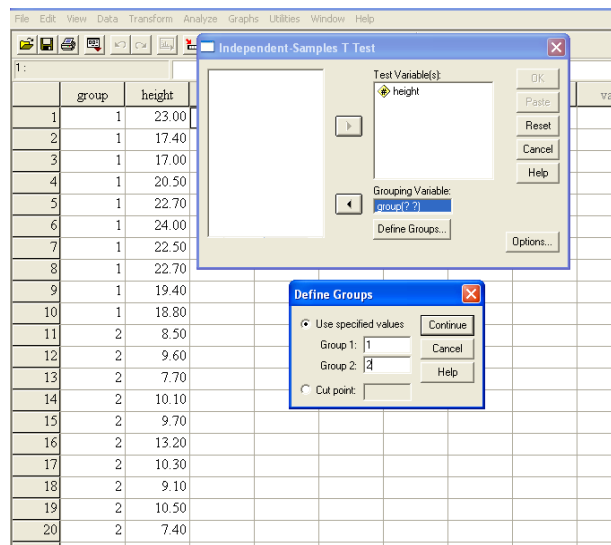 File Edit View Data Transform Analyze Graphs Utilities Window Help
Independent-Samples T Test
1 :
Test Variable(s):
height
OK
Paste
Reset
Cancel
Help
Grouping Variable:
group(? ?)
Define Groups...
Options...
group height va
1 1 23.00
2 1 17.40
3 1 17.00
4 1 20.50
5 1 22.70
6 1 24.00
7 1 22.50
8 1 22.70
9 1 19.40
10 1 18.80
11 2 8.50
12 2 9.60
13 2 7.70
14 2 10.10
15 2 9.70
16 2 13.20
17 2 10.30
18 2 9.10
19 2 10.50
20 2 7.40
Define Groups
Use specified values
Group 1: 1
Group 2: 2
Cut point:
Continue
Cancel
Help